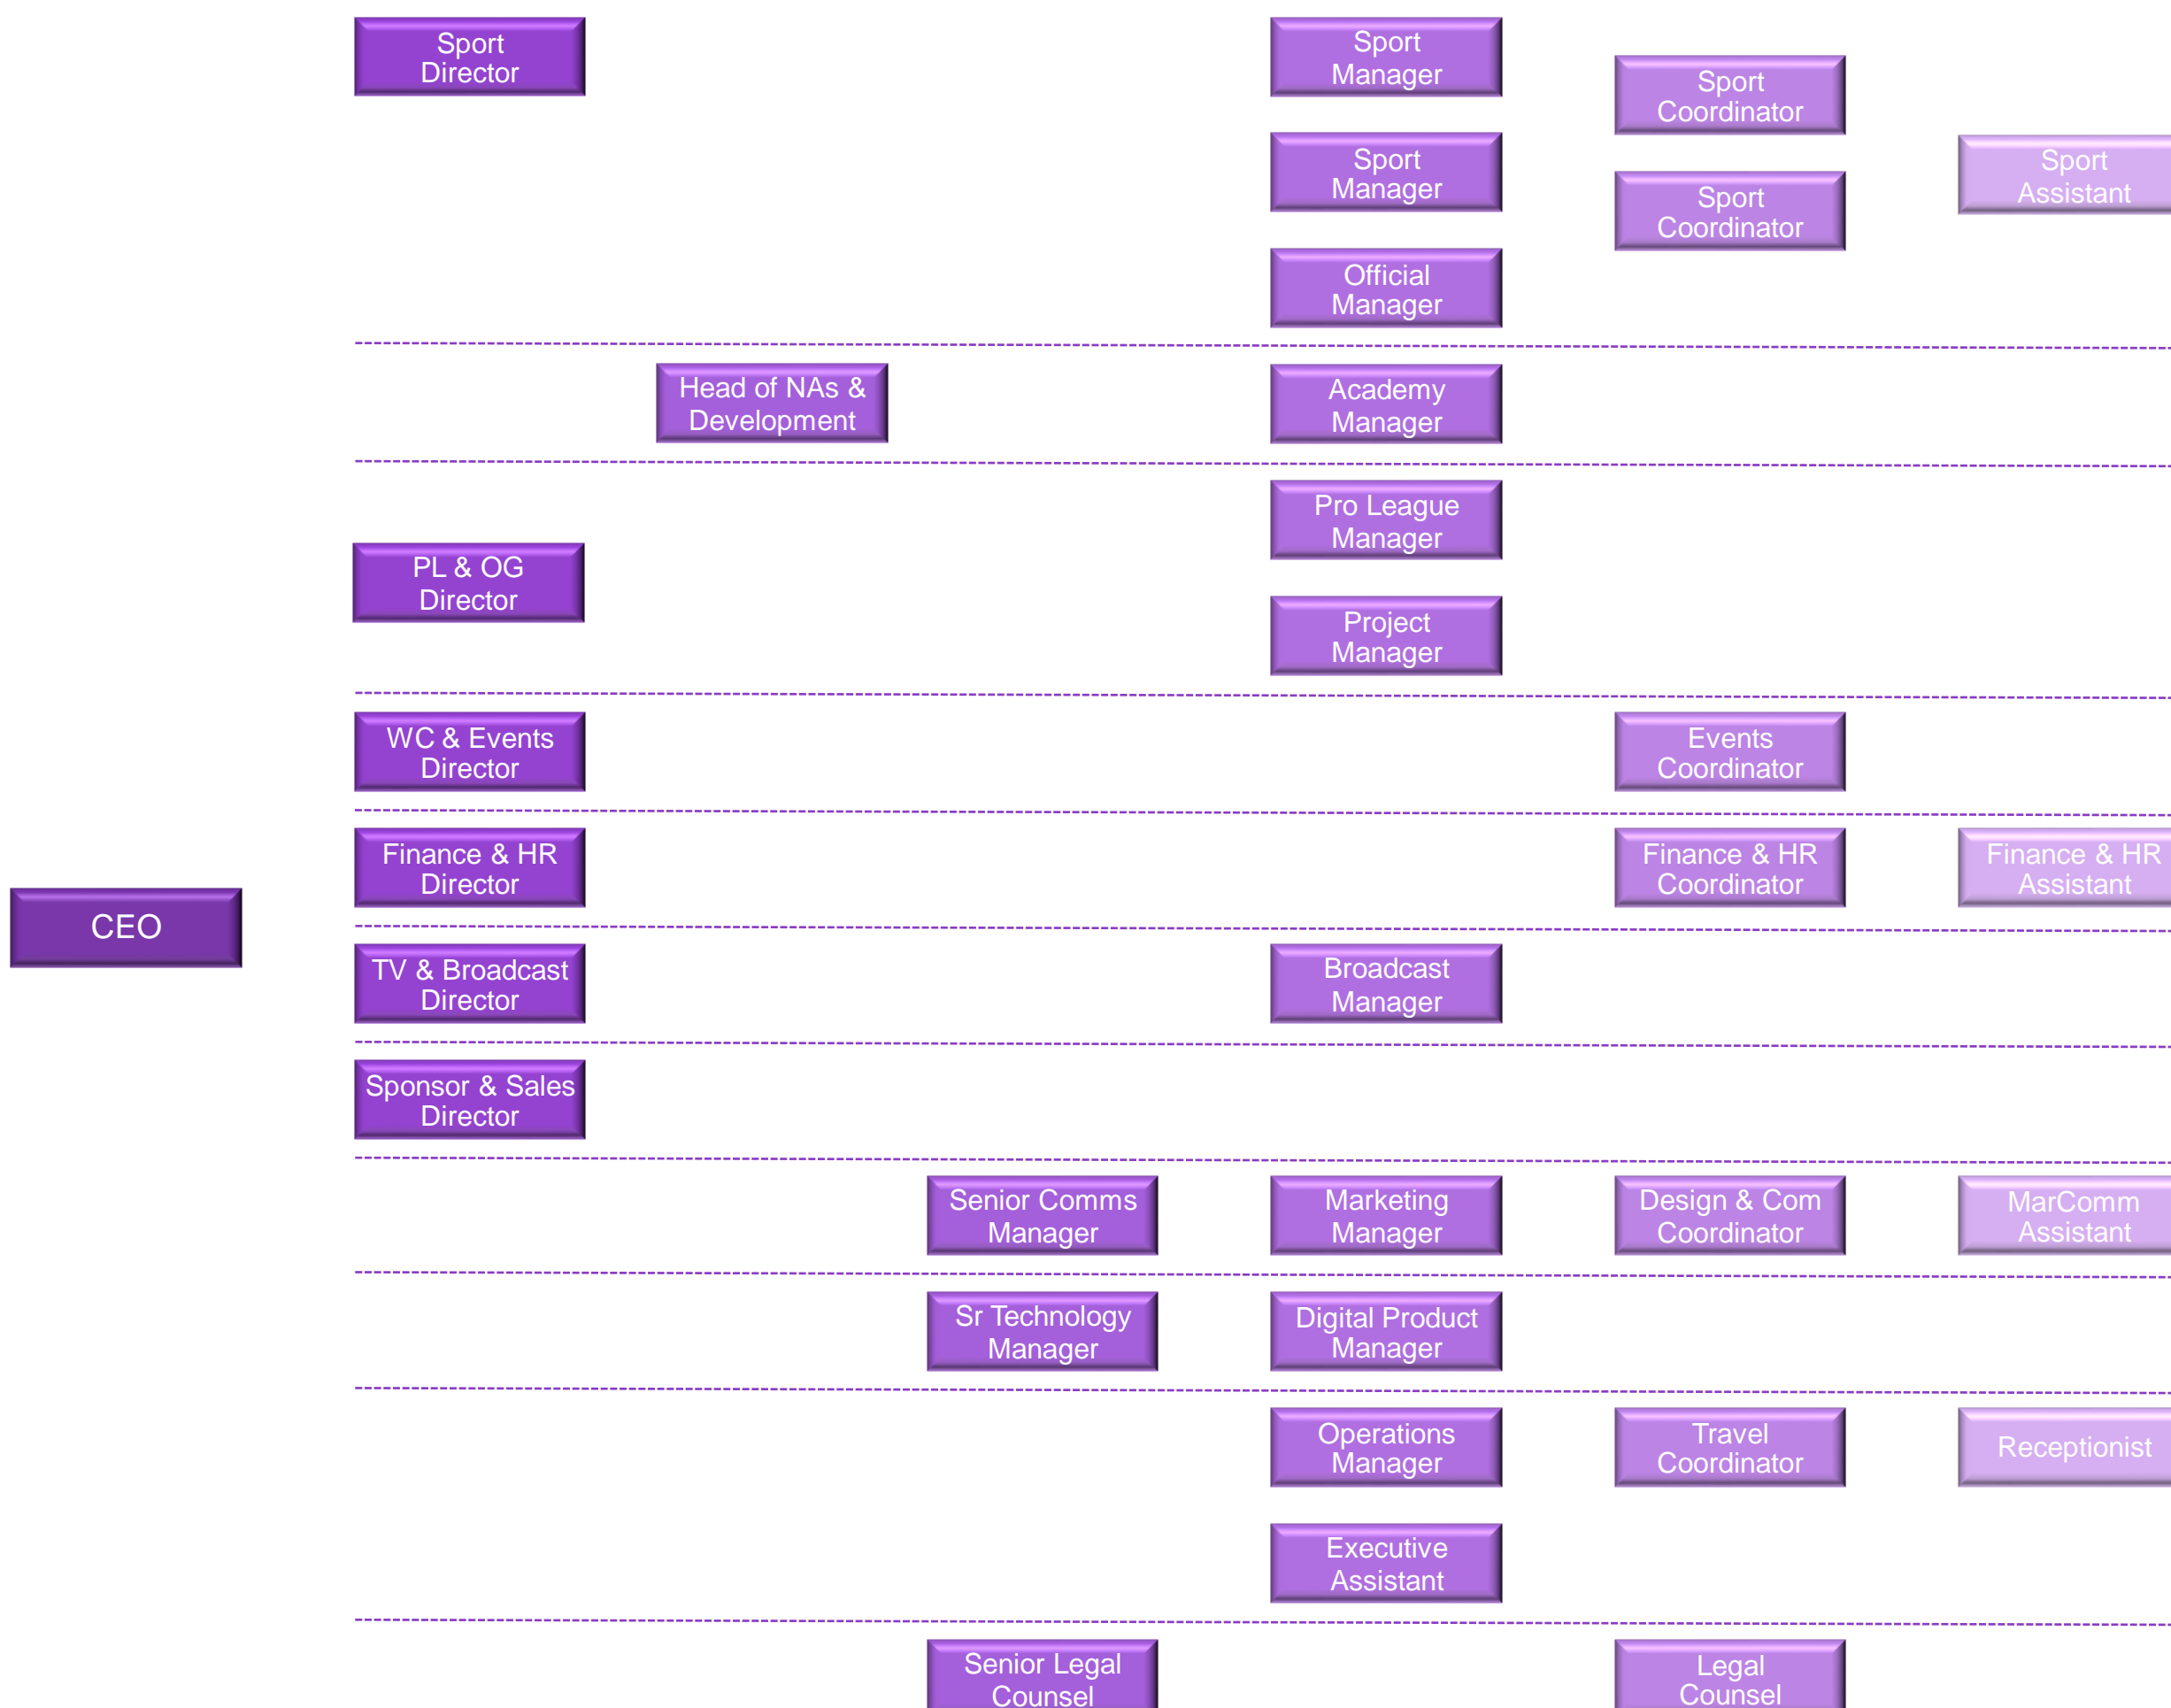 Sport
Director
Sport
Manager
Sport
Coordinator
Sport
Manager
Sport
Assistant
Sport
Coordinator
Official
Manager
Head of NAs &
Development
Academy
Manager
Pro League
Manager
PL & OG
Director
Project
Manager
WC & Events
Director
Events
Coordinator
Finance & HR
Director
Finance & HR
Coordinator
Finance & HR
Assistant
CEO
TV & Broadcast
Director
Broadcast
Manager
Sponsor & Sales
Director
Senior Comms
Manager
Marketing
Manager
Design & Com
Coordinator
MarComm
Assistant
Sr Technology
Manager
Digital Product
Manager
Operations
Manager
Travel
Coordinator
Receptionist
Executive
Assistant
Senior Legal
Counsel
Legal
Counsel